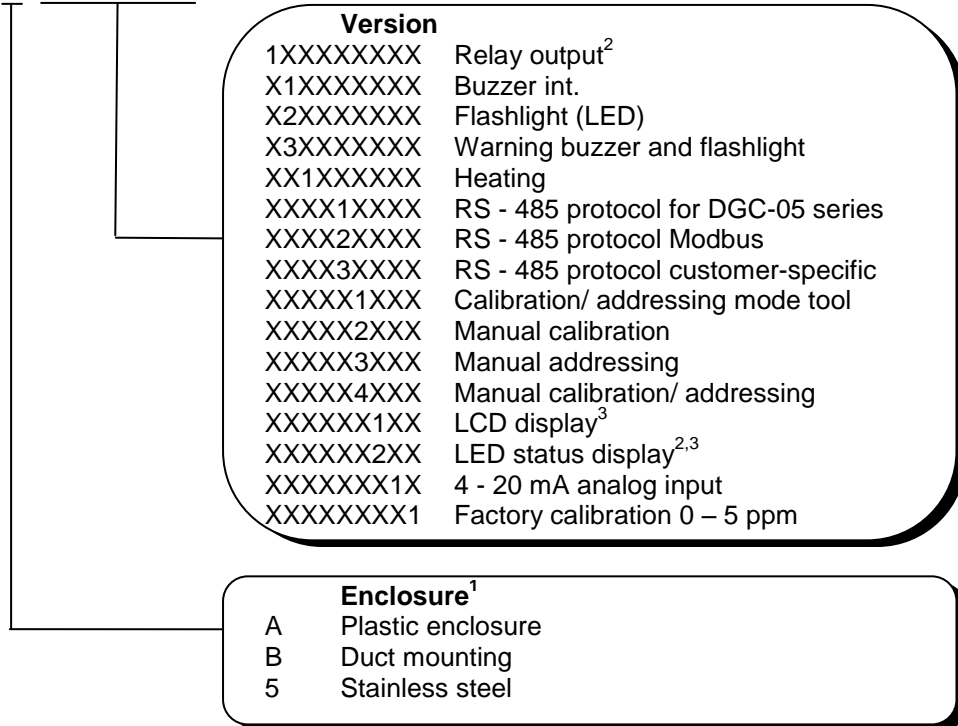 Version
1XXXXXXXX Relay output2
X1XXXXXXX Buzzer int.
X2XXXXXXX Flashlight (LED)
X3XXXXXXX Warning buzzer and flashlight
XX1XXXXXX Heating
XXXX1XXXX RS - 485 protocol for DGC-05 series
XXXX2XXXX RS - 485 protocol Modbus
XXXX3XXXX RS - 485 protocol customer-specific
XXXXX1XXX Calibration/ addressing mode tool
XXXXX2XXX Manual calibration
XXXXX3XXX Manual addressing
XXXXX4XXX Manual calibration/ addressing
XXXXXX1XX LCD display3
XXXXXX2XX LED status display2,3
XXXXXXX1X 4 - 20 mA analog input
XXXXXXXX1 Factory calibration 0 – 5 ppm
Enclosure1
A Plastic enclosure
B Duct mounting
5 Stainless steel